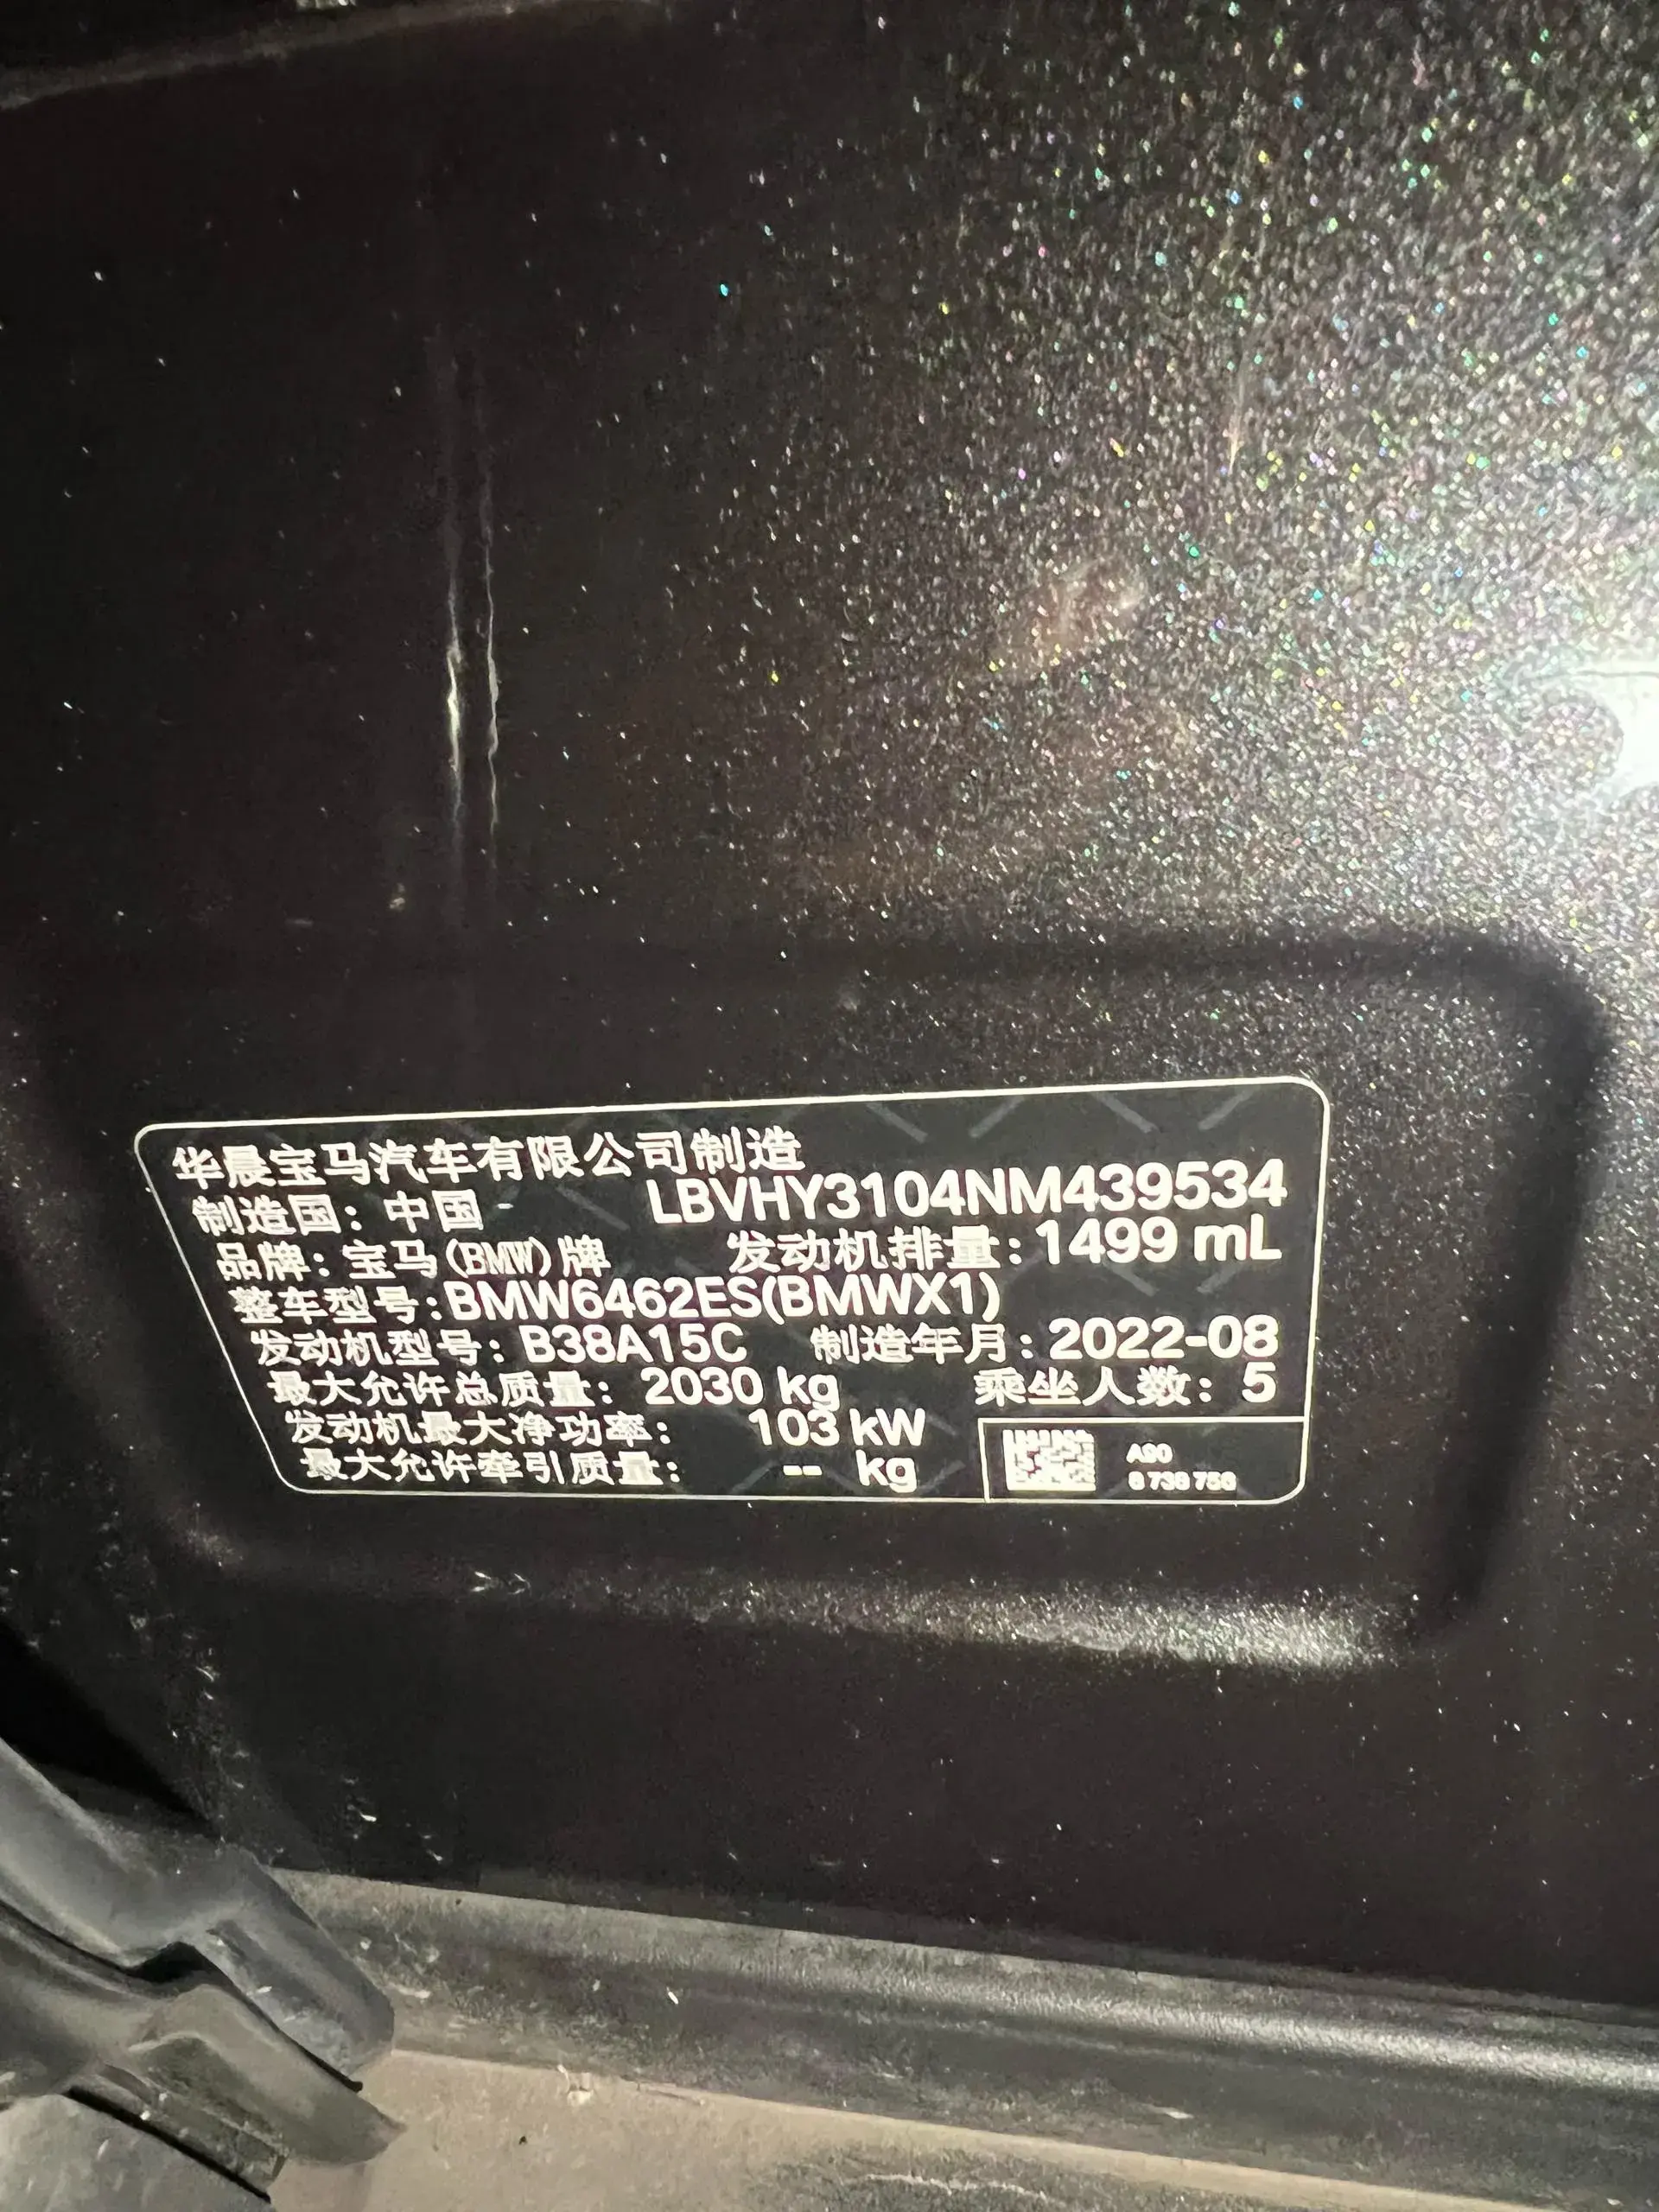 华晨宝马汽车有限公司制造
制造国：中国 LBVHY3104NM439534
品牌：宝马(BMW)牌 发动机排量：1499 mL
整车型号：BMW6462ES(BMWX1)
发动机型号：B38A15C 制造年月：2022-08
最大允许总质量：2030 kg 乘坐人数：5
发动机最大净功率：103 kW
最大允许牵引质量：-- kg
A90